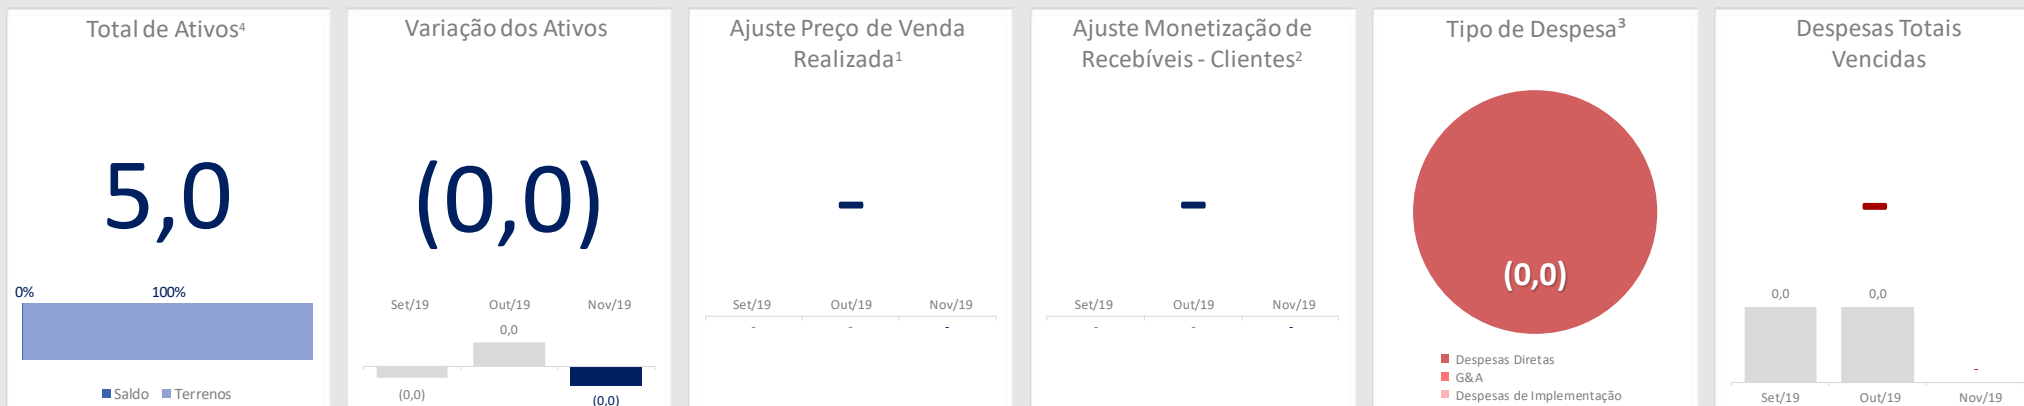 Total de Ativos⁴
5,0
0% 100%
Saldo Terrenos
Variação dos Ativos
(0,0)
Set/19 Out/19 Nov/19
0,0
(0,0) (0,0)
Ajuste Preço de Venda
Realizada¹
-
Set/19 Out/19 Nov/19
- - -
Ajuste Monetização de
Recebíveis - Clientes²
-
Set/19 Out/19 Nov/19
- - -
Tipo de Despesa³
(0,0)
Despesas Diretas
G&A
Despesas de Implementação
Despesas Totais
Vencidas
-
0,0 0,0 -
Set/19 Out/19 Nov/19